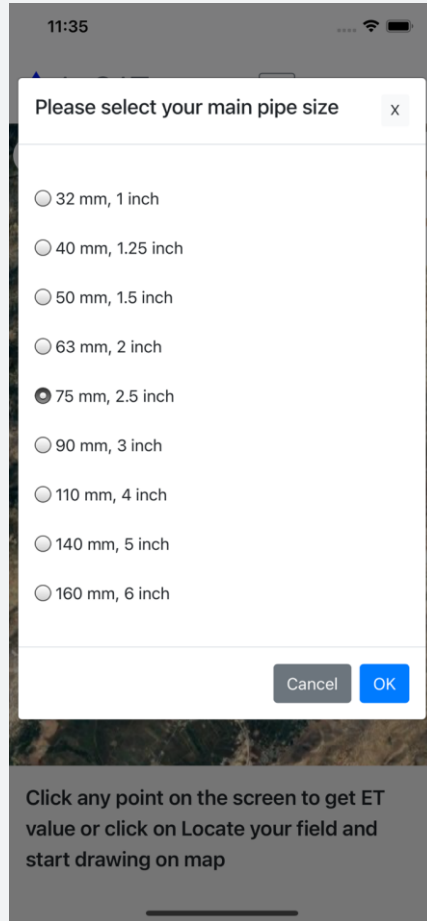 11:35
Please select your main pipe size
X
32 mm, 1 inch
40 mm, 1.25 inch
50 mm, 1.5 inch
63 mm, 2 inch
75 mm, 2.5 inch
90 mm, 3 inch
110 mm, 4 inch
140 mm, 5 inch
160 mm, 6 inch
Cancel
OK
Click any point on the screen to get ET
value or click on Locate your field and
start drawing on map